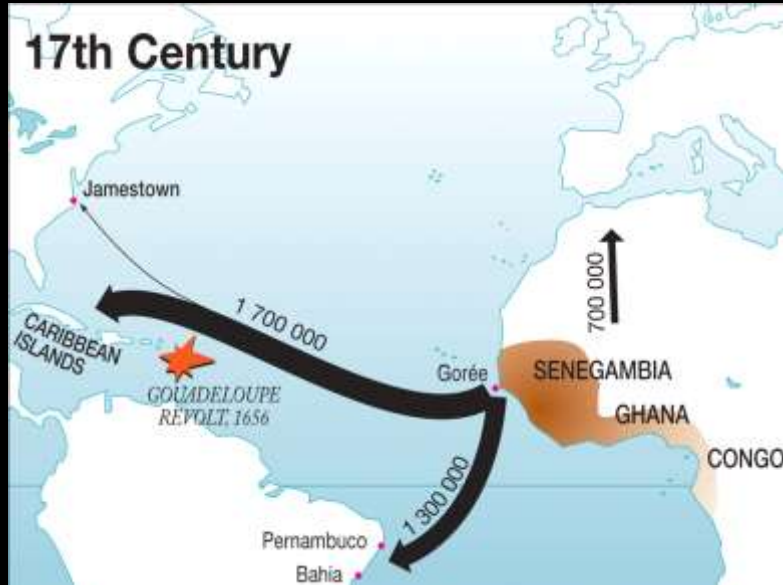 17th Century
Jamestown
1 700 000
700 000
CARIBBEAN
ISLANDS
GOUADELOUPE
REVOLT, 1656
Gorée
SENEGAMBIA
GHANA
CONGO
1 300 000
Pernambuco
Bahia